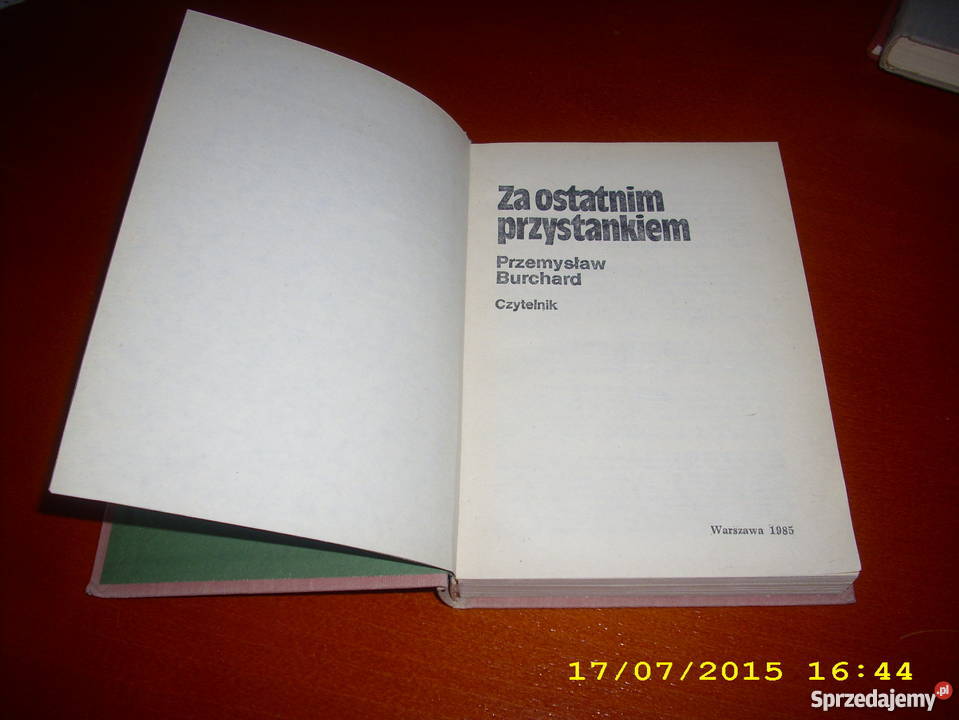 Za ostatnim
przystankiem
Przemysław
Burchard
Czytelnik
Warszawa 1985
17/07/2015 16:44
Sprzedajemy.pl